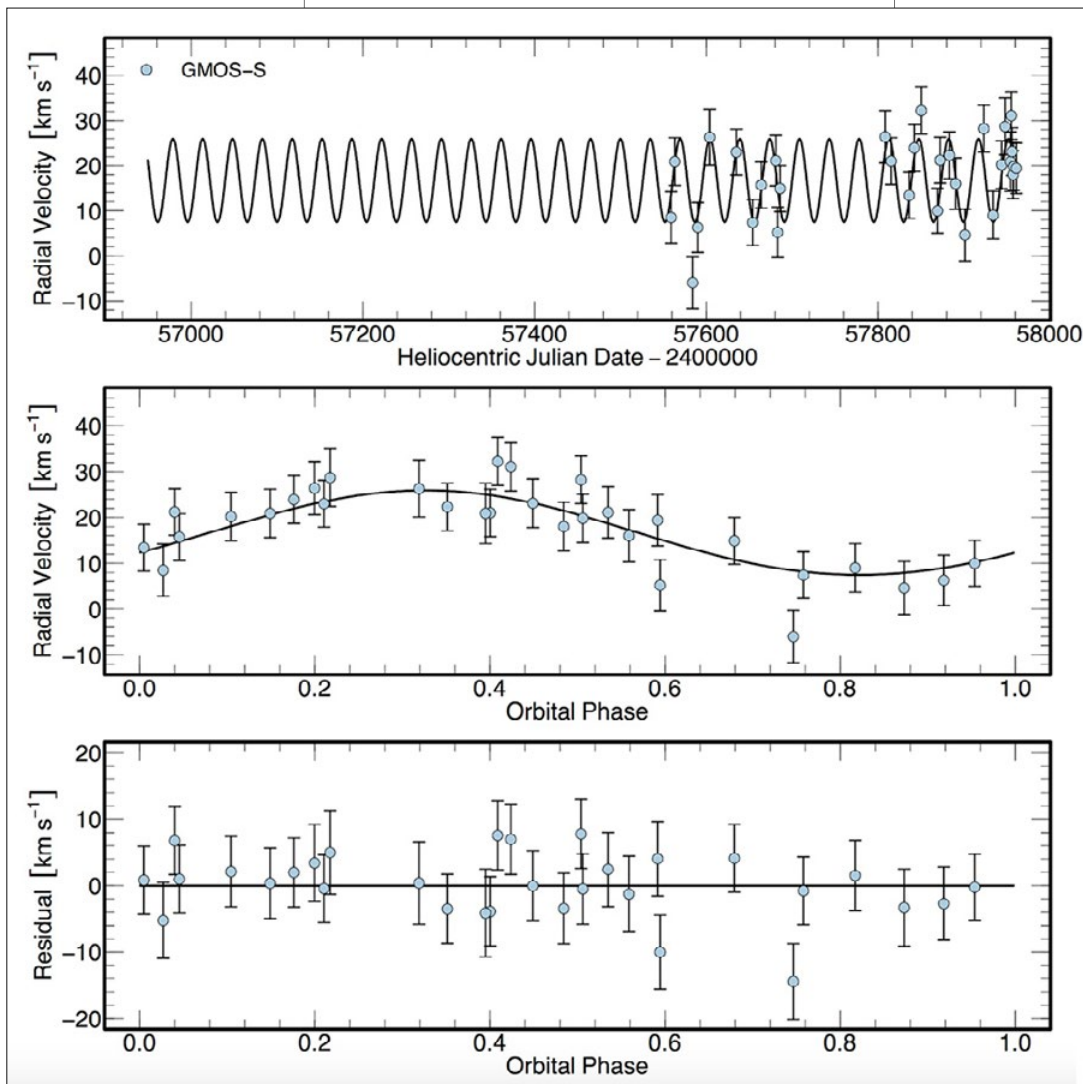 GMOS−S
Radial Velocity [km s⁻¹]
40
30
20
10
0
−10
57000 57200 57400 57600 57800 58000
Heliocentric Julian Date − 2400000
Radial Velocity [km s⁻¹]
40
30
20
10
0
−10
0.0 0.2 0.4 0.6 0.8 1.0
Orbital Phase
Residual [km s⁻¹]
20
10
0
−10
−20
0.0 0.2 0.4 0.6 0.8 1.0
Orbital Phase